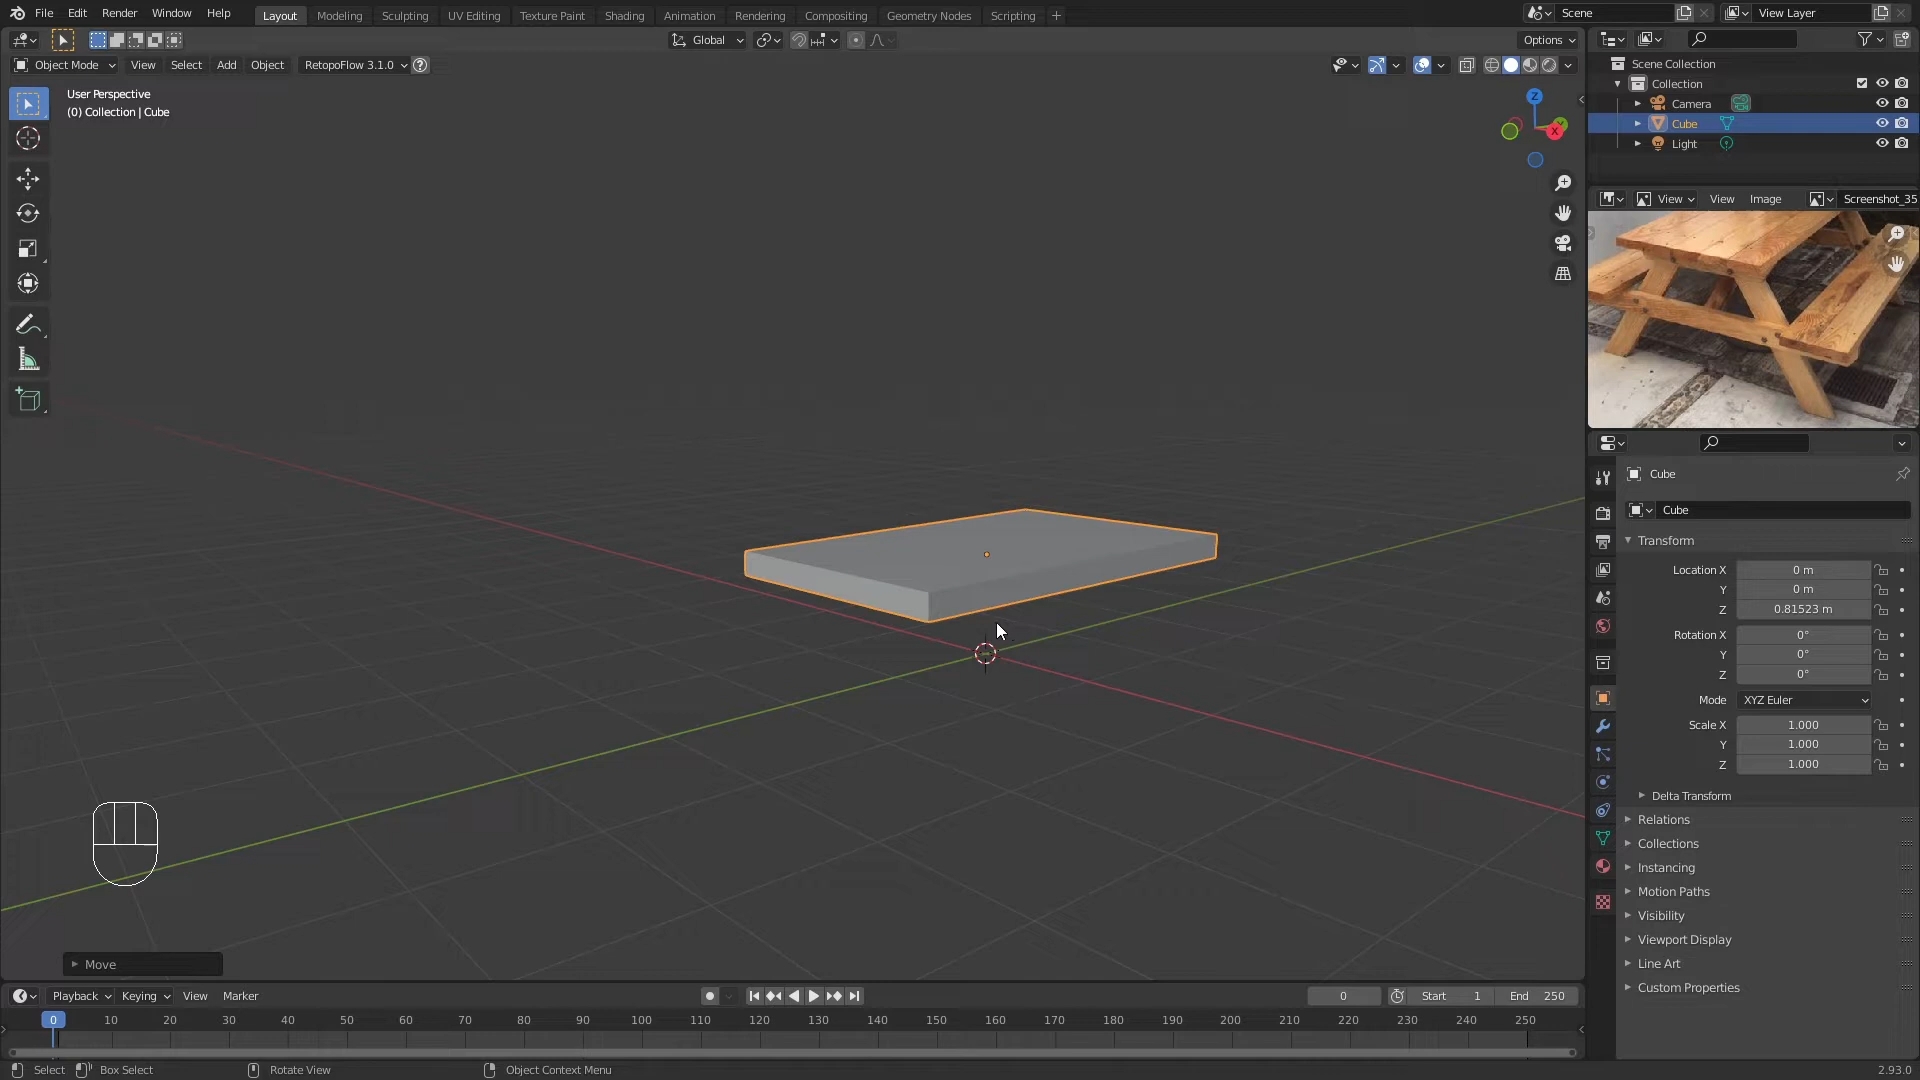 File Edit Render Window Help
Layout Modeling Sculpting UV Editing Texture Paint Shading Animation Rendering Compositing Geometry Nodes Scripting +
Scene View Layer
Global Options
Object Mode View Select Add Object RetopoFlow 3.1.0
User Perspective
(0) Collection | Cube
Z
Y
X
Scene Collection
Collection
Camera
Cube
Light
View View Image Screenshot_35
Cube
Cube
Transform
Location X 0 m
Y 0 m
Z 0.81523 m
Rotation X 0°
Y 0°
Z 0°
Mode XYZ Euler
Scale X 1.000
Y 1.000
Z 1.000
Delta Transform
Relations
Collections
Instancing
Motion Paths
Visibility
Viewport Display
Line Art
Custom Properties
Move
Playback Keying View Marker 0 Start 1 End 250
0 10 20 30 40 50 60 70 80 90 100 110 120 130 140 150 160 170 180 190 200 210 220 230 240 250
Select Box Select Rotate View Object Context Menu 2.93.0